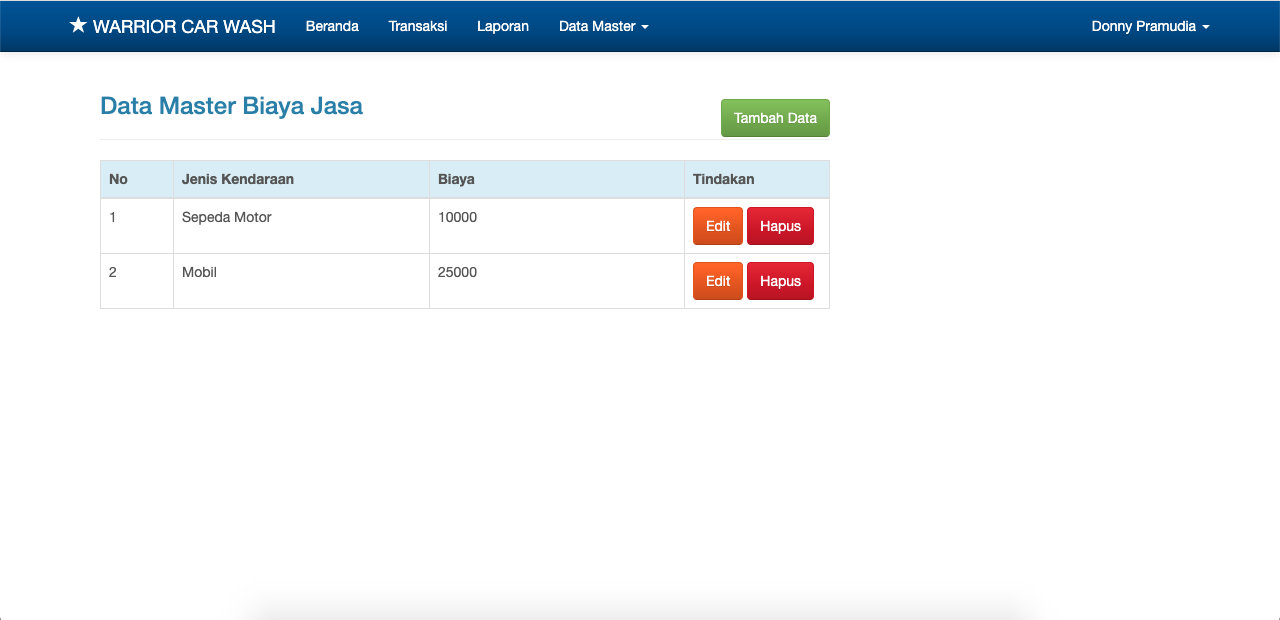 ★ WARRIOR CAR WASH Beranda Transaksi Laporan Data Master Donny Pramudia
Data Master Biaya Jasa
Tambah Data
No Jenis Kendaraan Biaya Tindakan
1 Sepeda Motor 10000 Edit Hapus
2 Mobil 25000 Edit Hapus